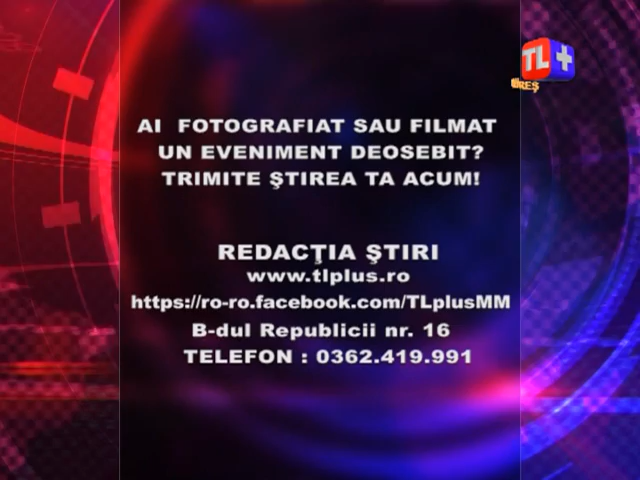 TL+
AI FOTOGRAFIAT SAU FILMAT
UN EVENIMENT DEOSEBIT?
TRIMITE ŞTIREA TA ACUM!
REDACŢIA ŞTIRI
www.tlplus.ro
https://ro-ro.facebook.com/TLplusMM
B-dul Republicii nr. 16
TELEFON : 0362.419.991